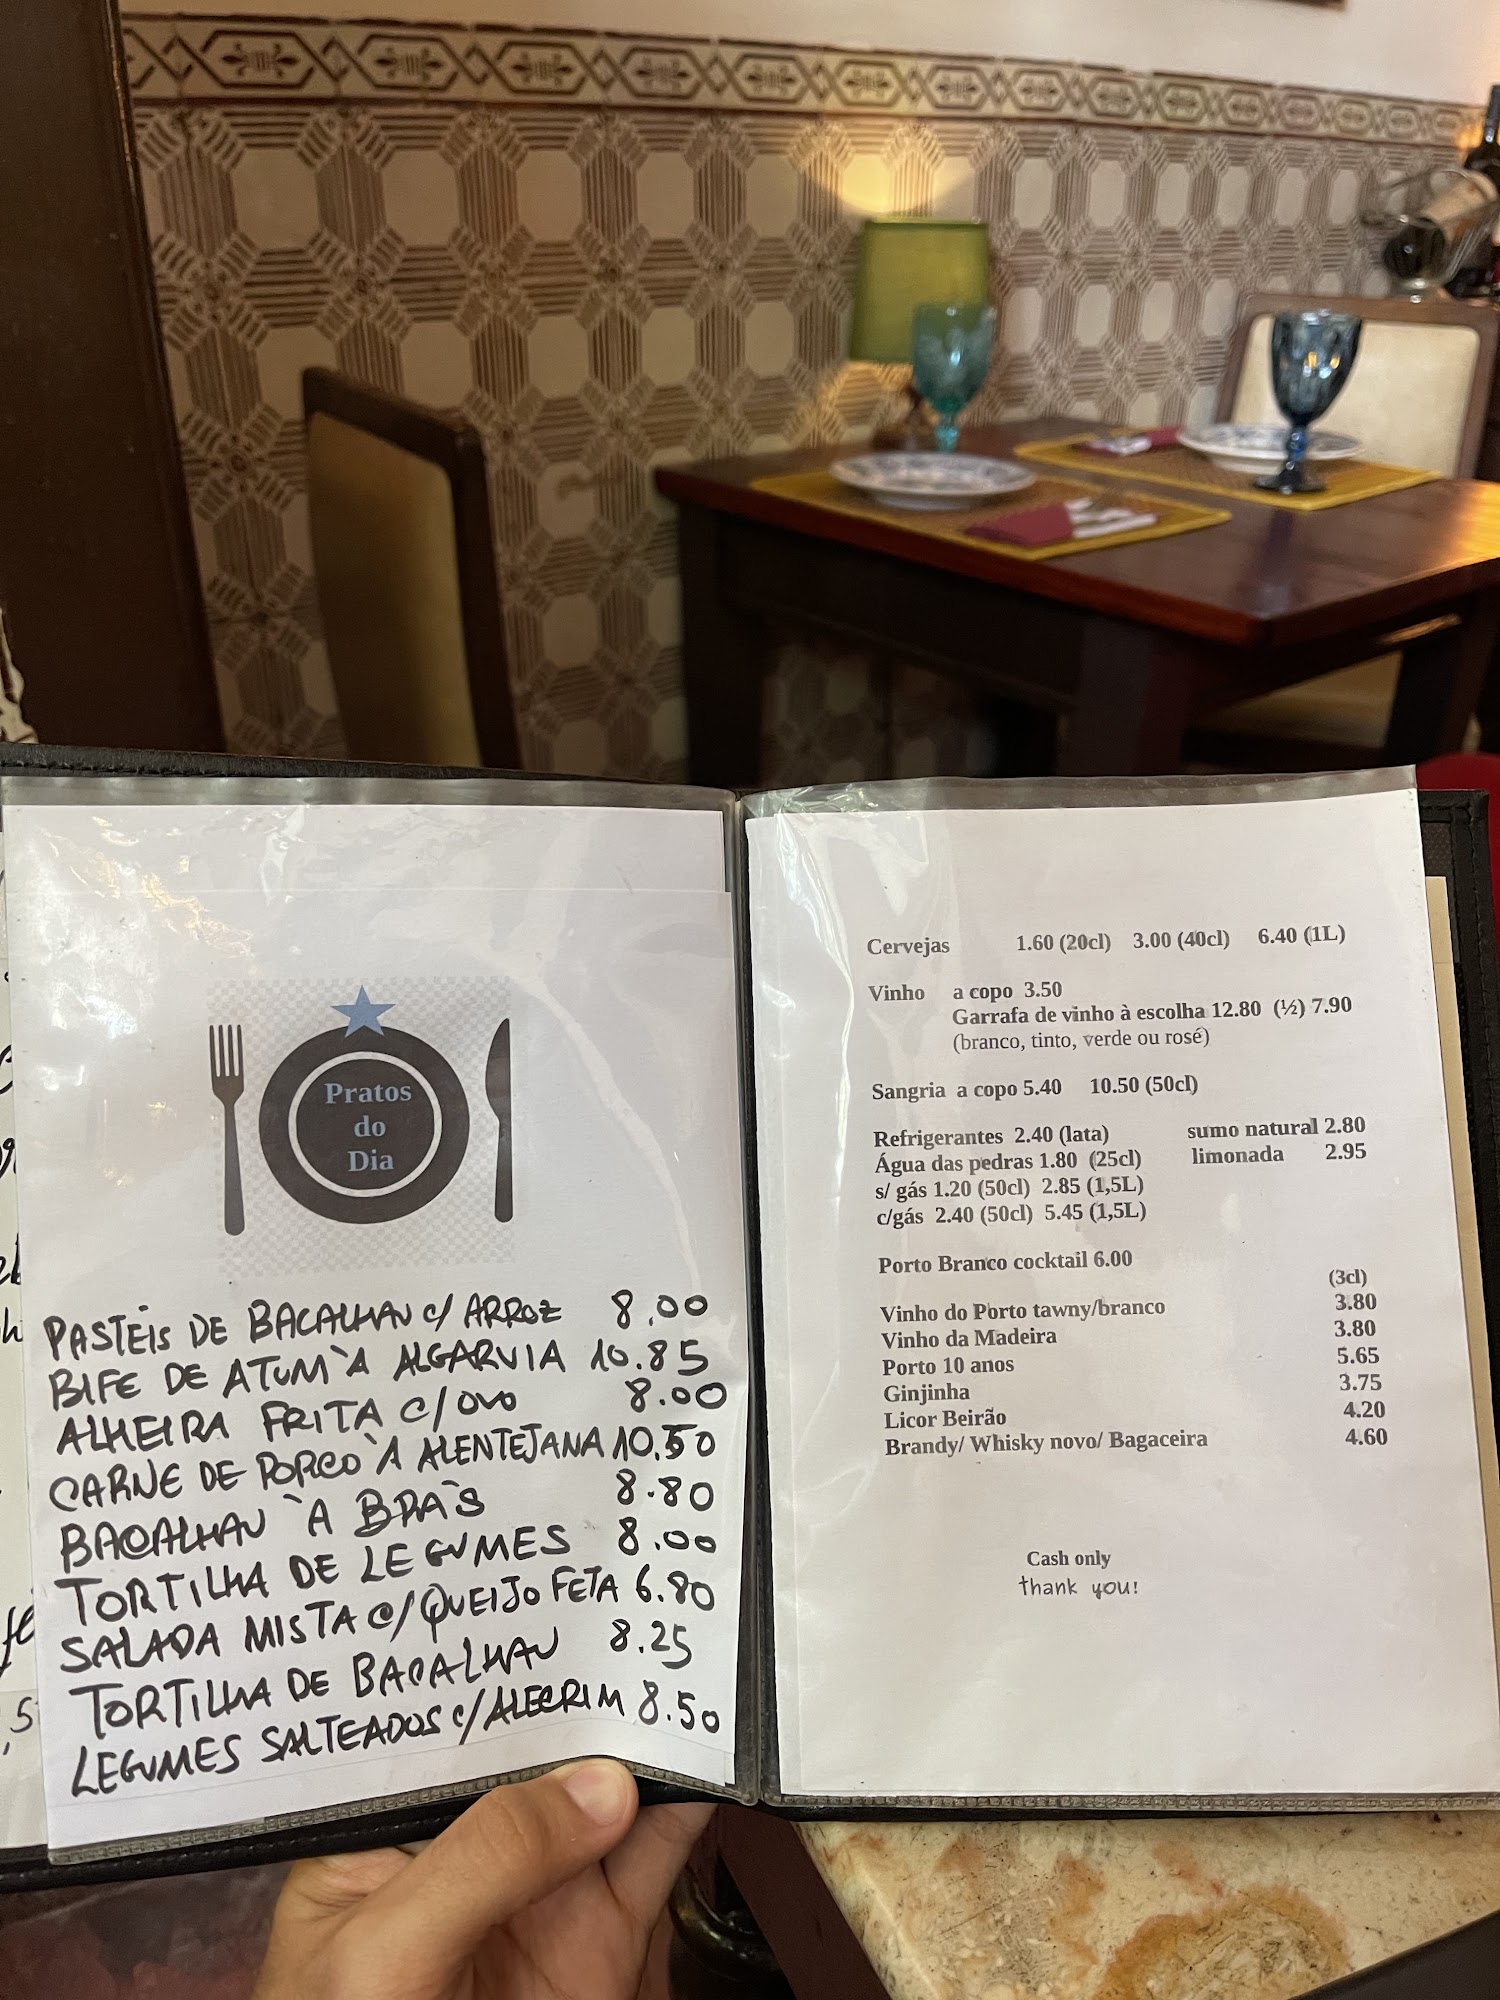 Pratos
do
Dia
PASTÉIS DE BACALHAU C/ ARROZ 8.00
BIFE DE ATUM À ALGARVIA 10.85
ALHEIRA FRITA C/ OVO 8.00
CARNE DE PORCO À ALENTEJANA 10.50
BACALHAU À BRÀS 8.80
TORTILHA DE LEGUMES 8.00
SALADA MISTA C/ QUEIJO FETA 6.80
TORTILHA DE BACALHAU 8.25
LEGUMES SALTEADOS C/ ALECRIM 8.50
Cervejas 1.60 (20cl) 3.00 (40cl) 6.40 (1L)
Vinho a copo 3.50
Garrafa de vinho à escolha 12.80 (½) 7.90
(branco, tinto, verde ou rosé)
Sangria a copo 5.40 10.50 (50cl)
Refrigerantes 2.40 (lata) sumo natural 2.80
Água das pedras 1.80 (25cl) limonada 2.95
s/ gás 1.20 (50cl) 2.85 (1,5L)
c/gás 2.40 (50cl) 5.45 (1,5L)
Porto Branco cocktail 6.00
(3cl)
Vinho do Porto tawny/branco 3.80
Vinho da Madeira 3.80
Porto 10 anos 5.65
Ginjinha 3.75
Licor Beirão 4.20
Brandy/ Whisky novo/ Bagaceira 4.60
Cash only
thank you!